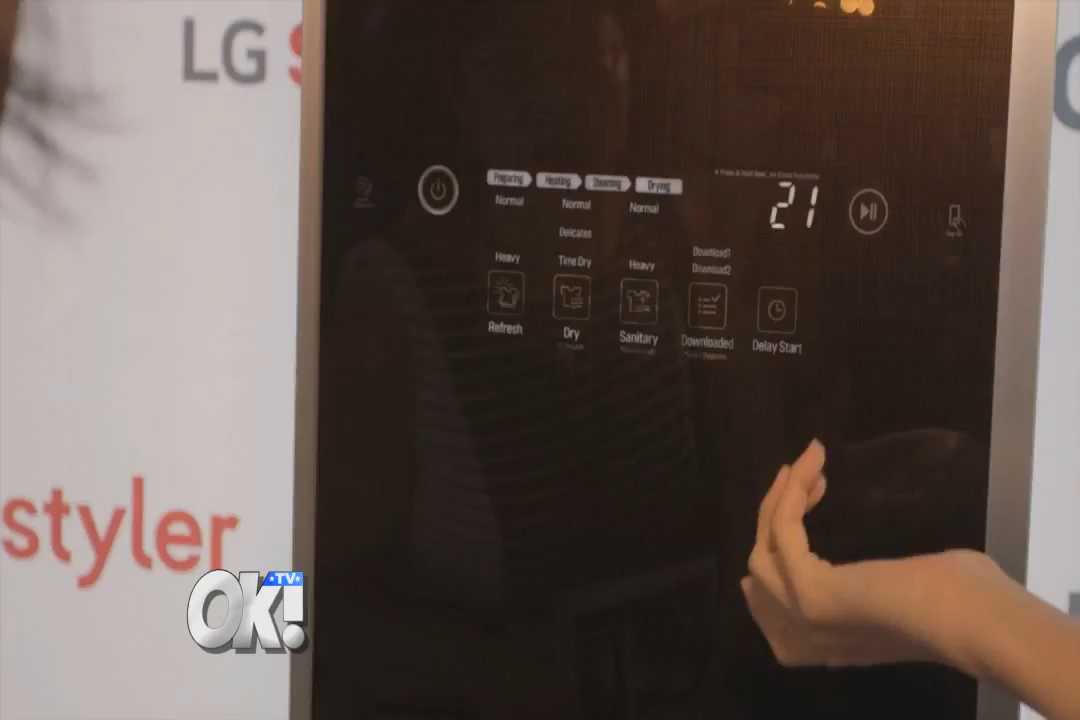 LG S
Preparing Heating Steaming Drying
21
Normal Normal Normal
Delicates
Heavy Time Dry Heavy
Download1
Download2
Refresh Dry Sanitary Downloaded Delay Start
styler
OK!
TV